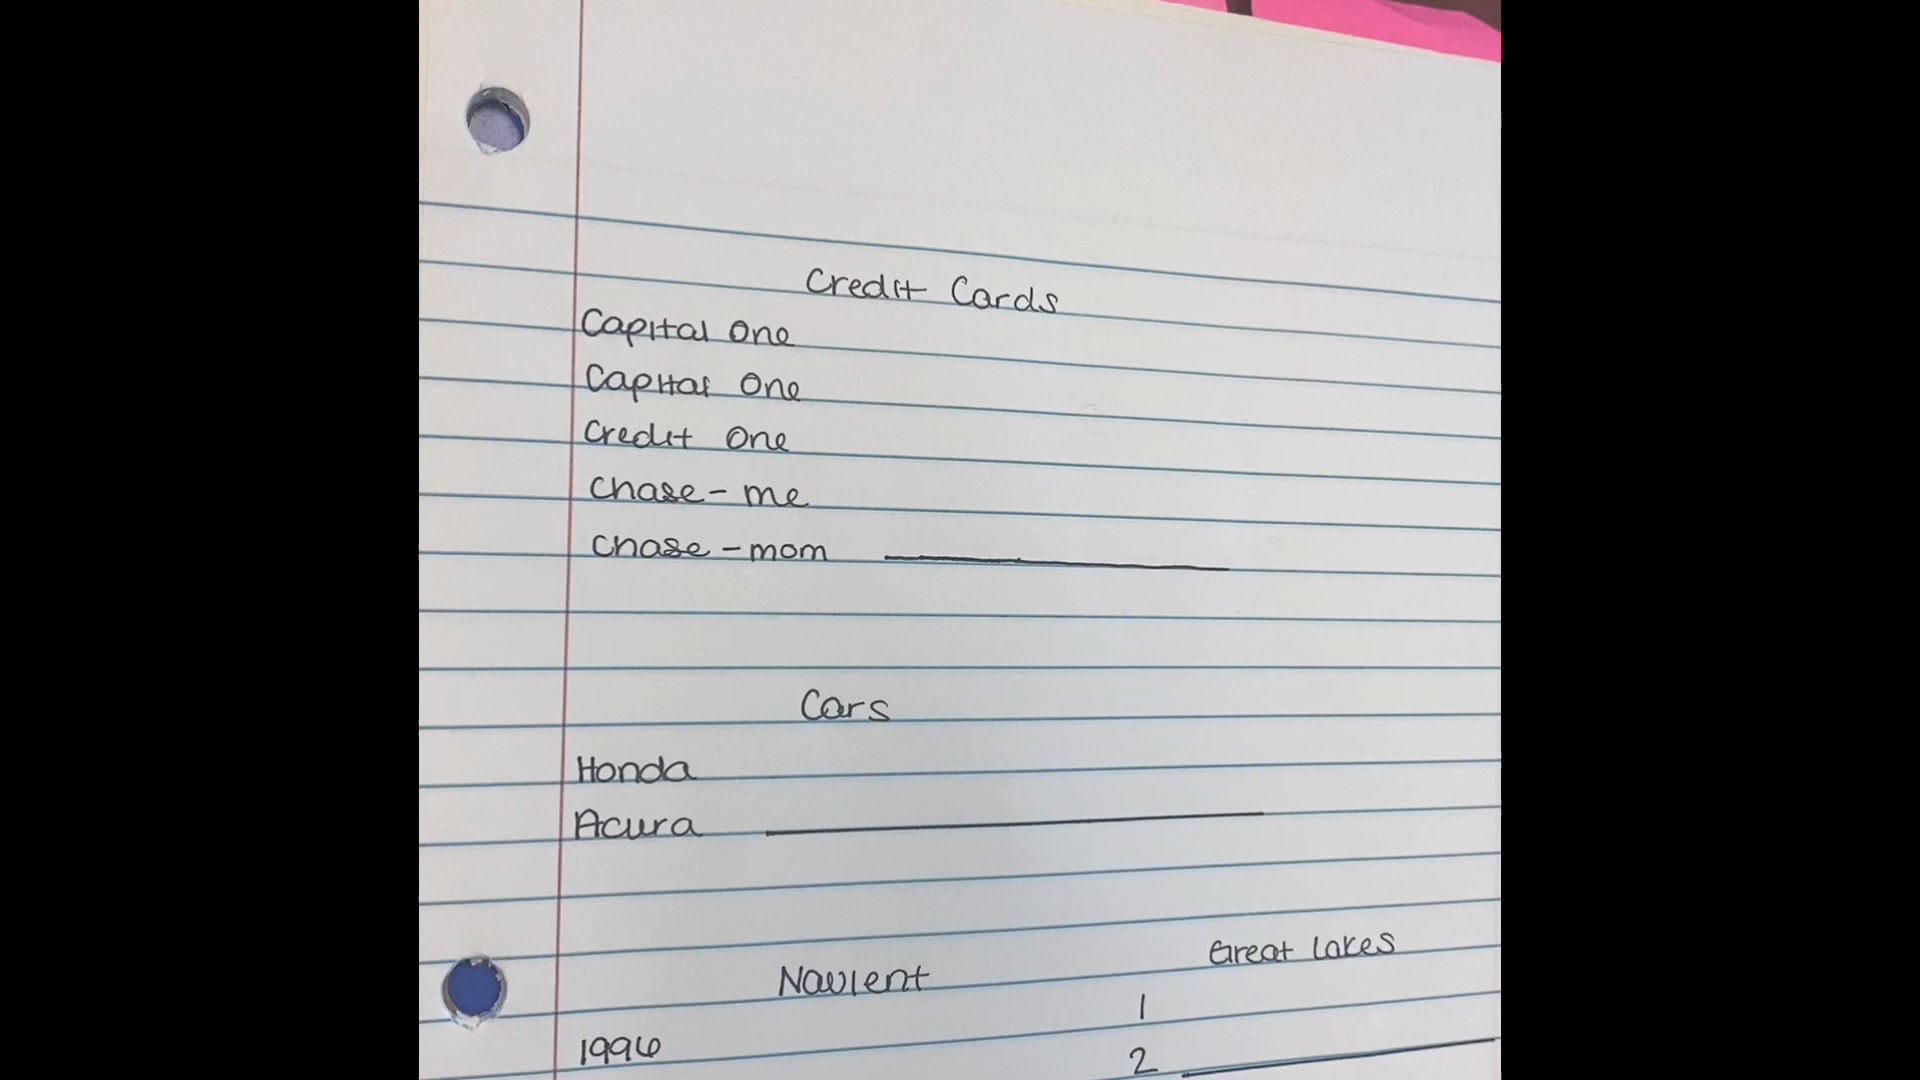 Credit Cards
Capital One
Capital One
Credit One
Chase - me
Chase - mom
Cars
Honda
Acura
Navient
Great Lakes
1
1996
2